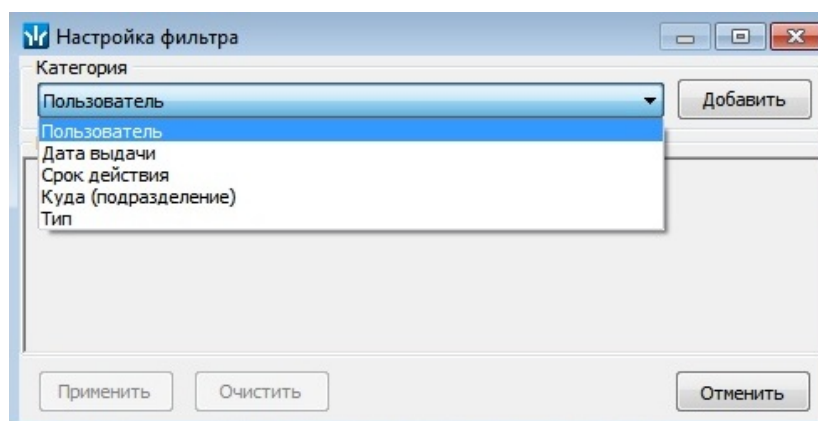 Настройка фильтра
Категория
Пользователь
Добавить
Пользователь
Дата выдачи
Срок действия
Куда (подразделение)
Тип
Применить
Очистить
Отменить